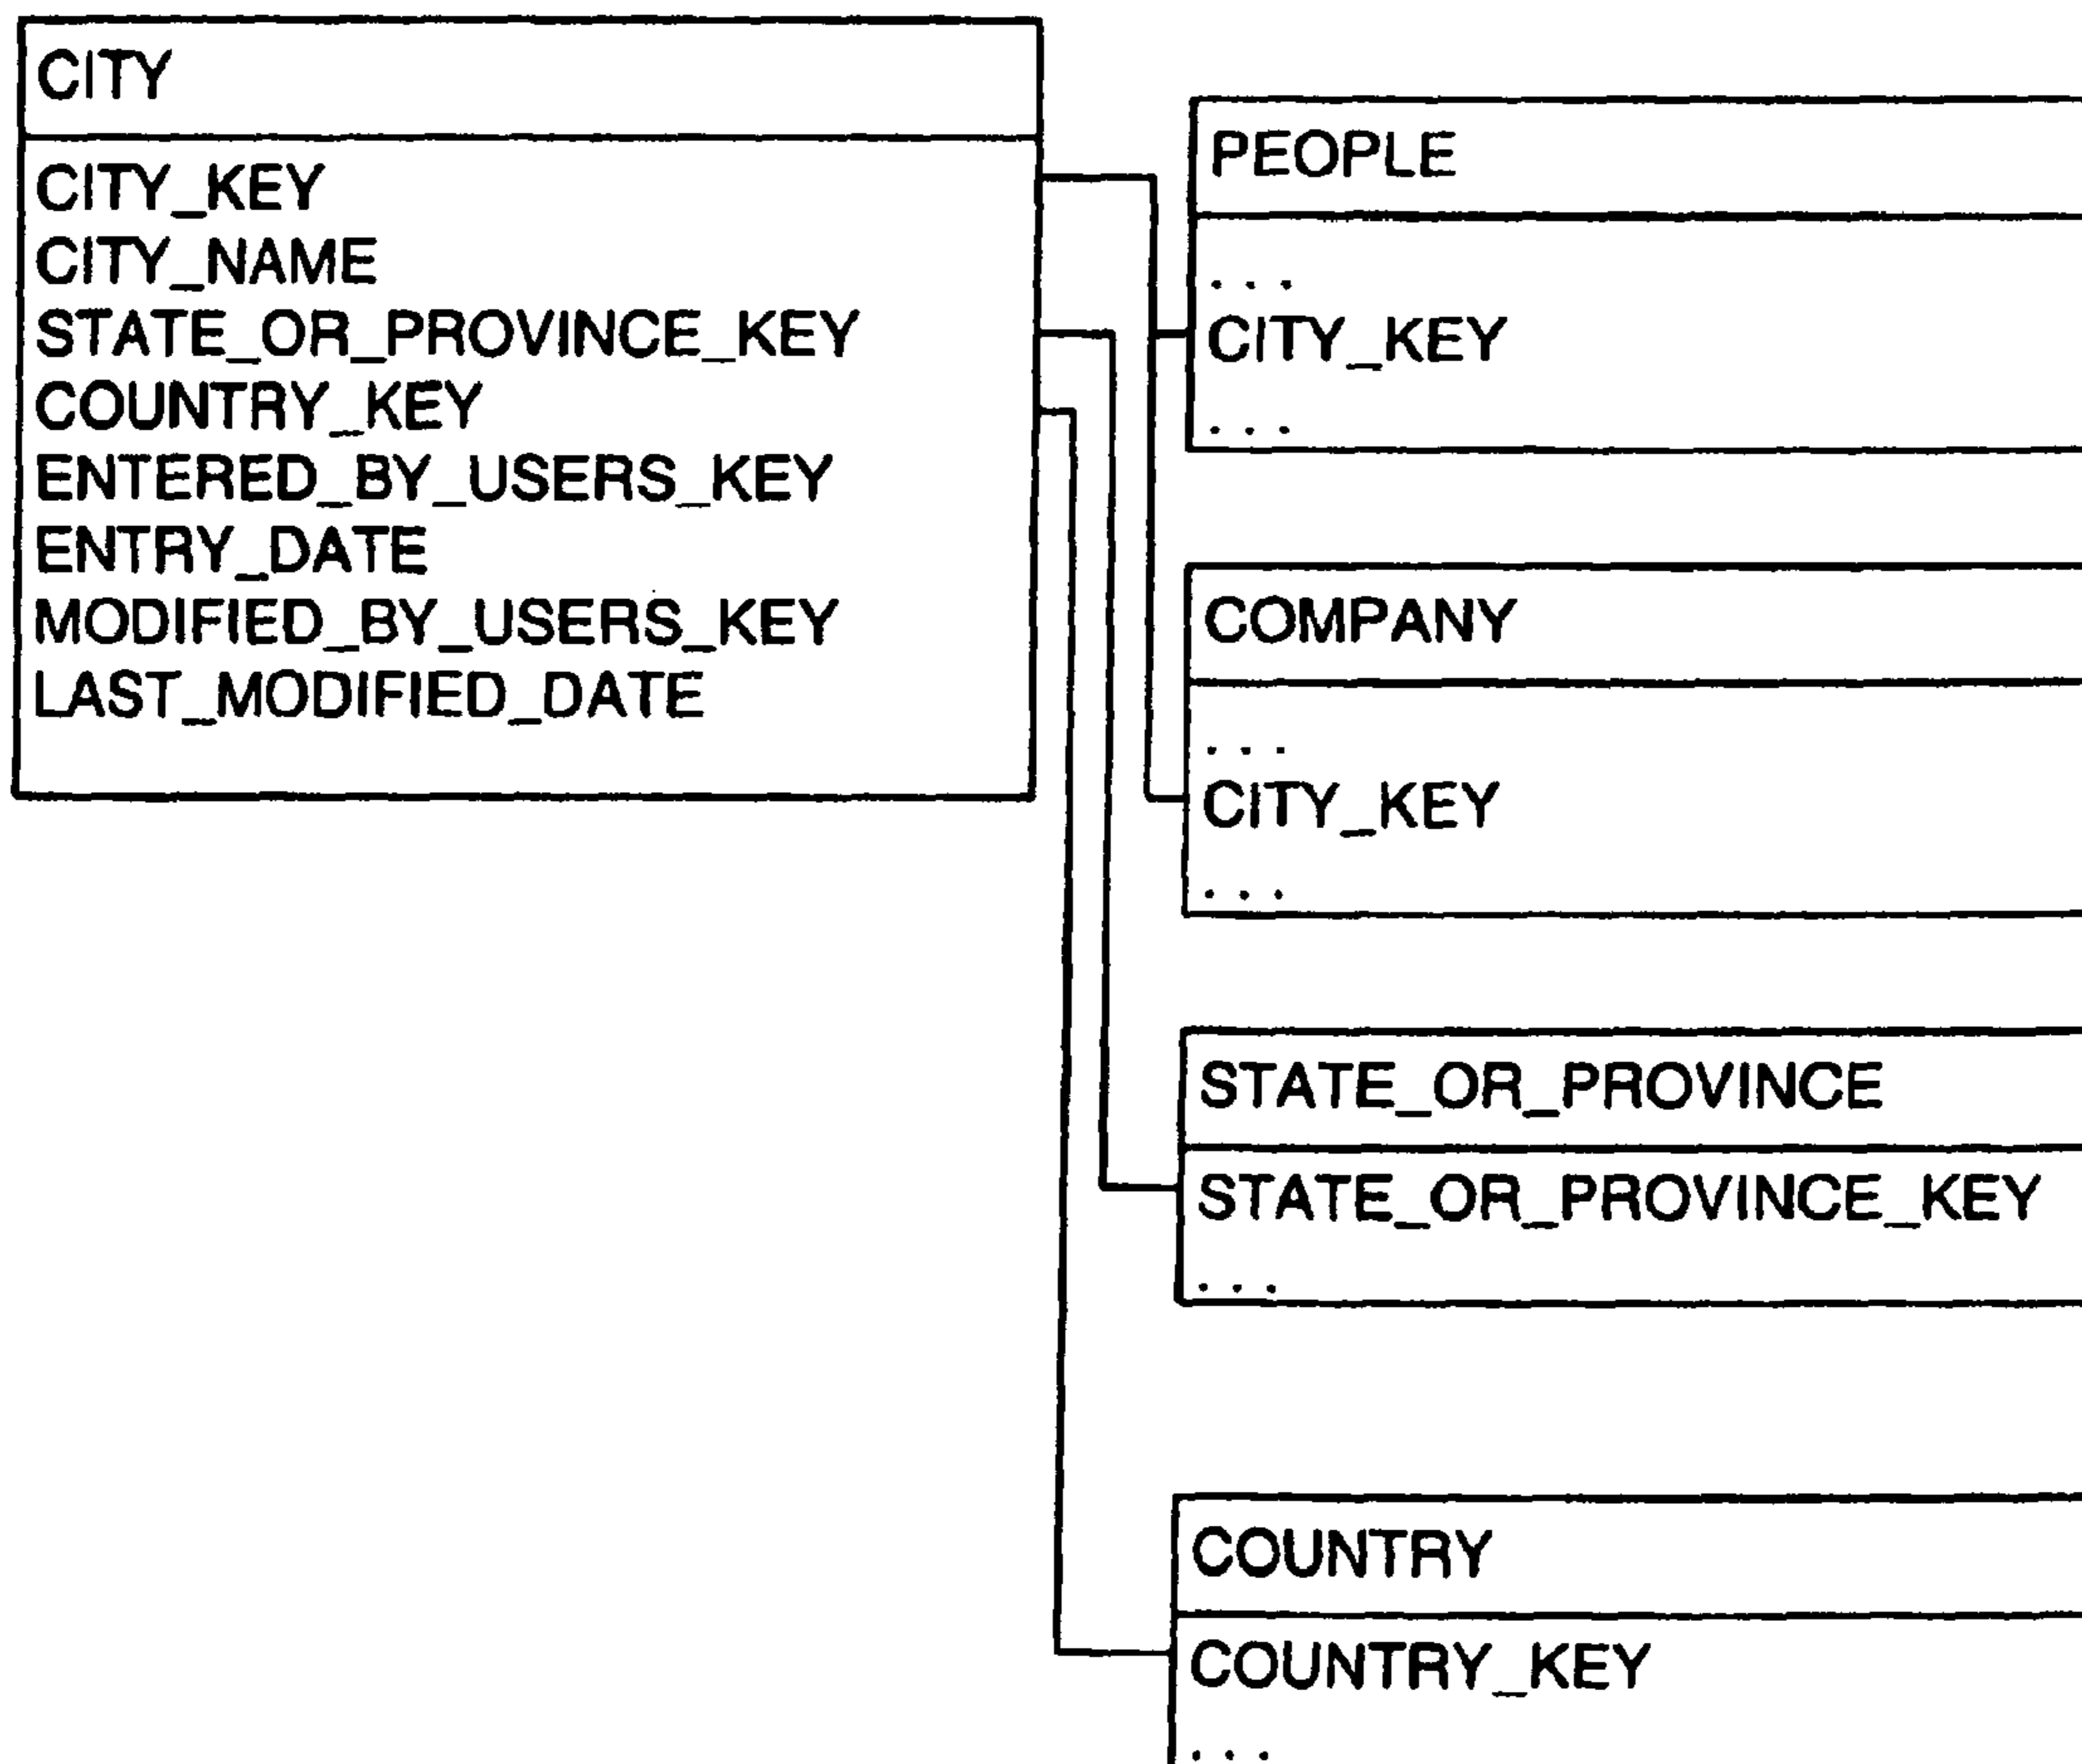 CITY
CITY_KEY
CITY_NAME
STATE_OR_PROVINCE_KEY
COUNTRY_KEY
ENTERED_BY_USERS_KEY
ENTRY_DATE
MODIFIED_BY_USERS_KEY
LAST_MODIFIED_DATE
PEOPLE
. . .
CITY_KEY
. . .
COMPANY
. . .
CITY_KEY
. . .
STATE_OR_PROVINCE
STATE_OR_PROVINCE_KEY
. . .
COUNTRY
COUNTRY_KEY
. . .